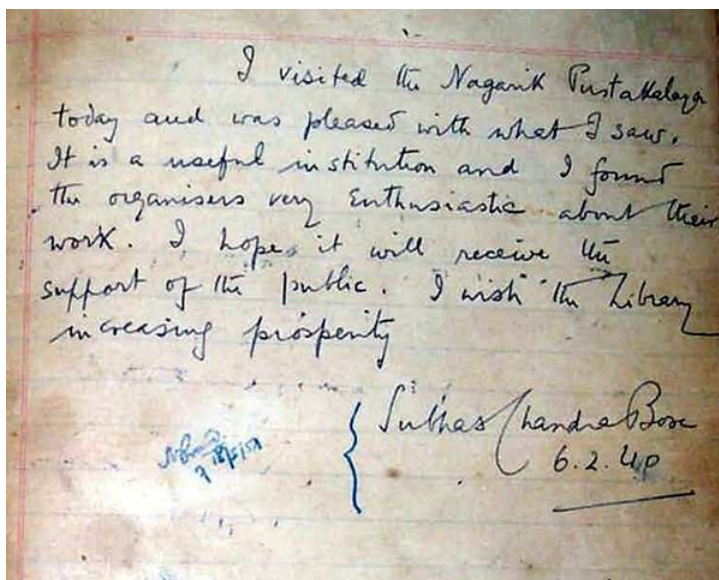 I visited the Nagarik Pustakalaya
today and was pleased with what I saw.
It is a useful institution and I found
the organisers very Enthusiastic about their
work. I hope it will receive the
support of the public. I wish the Library
increasing prosperity
Subhas Chandra Bose
6.2.40